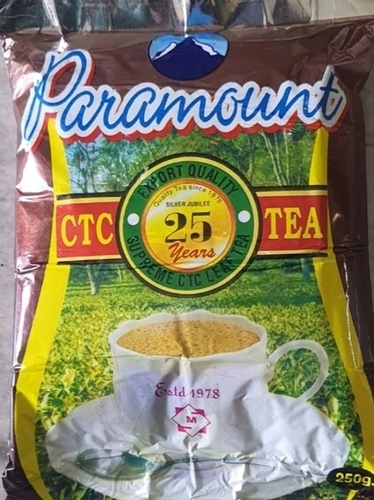 Paramount
EXPORT QUALITY
Quality Tea since 1978
SILVER JUBILEE
CTC 25 TEA
Years
SUPREME CTC LEAF TEA
Estd 1978
M
250g.